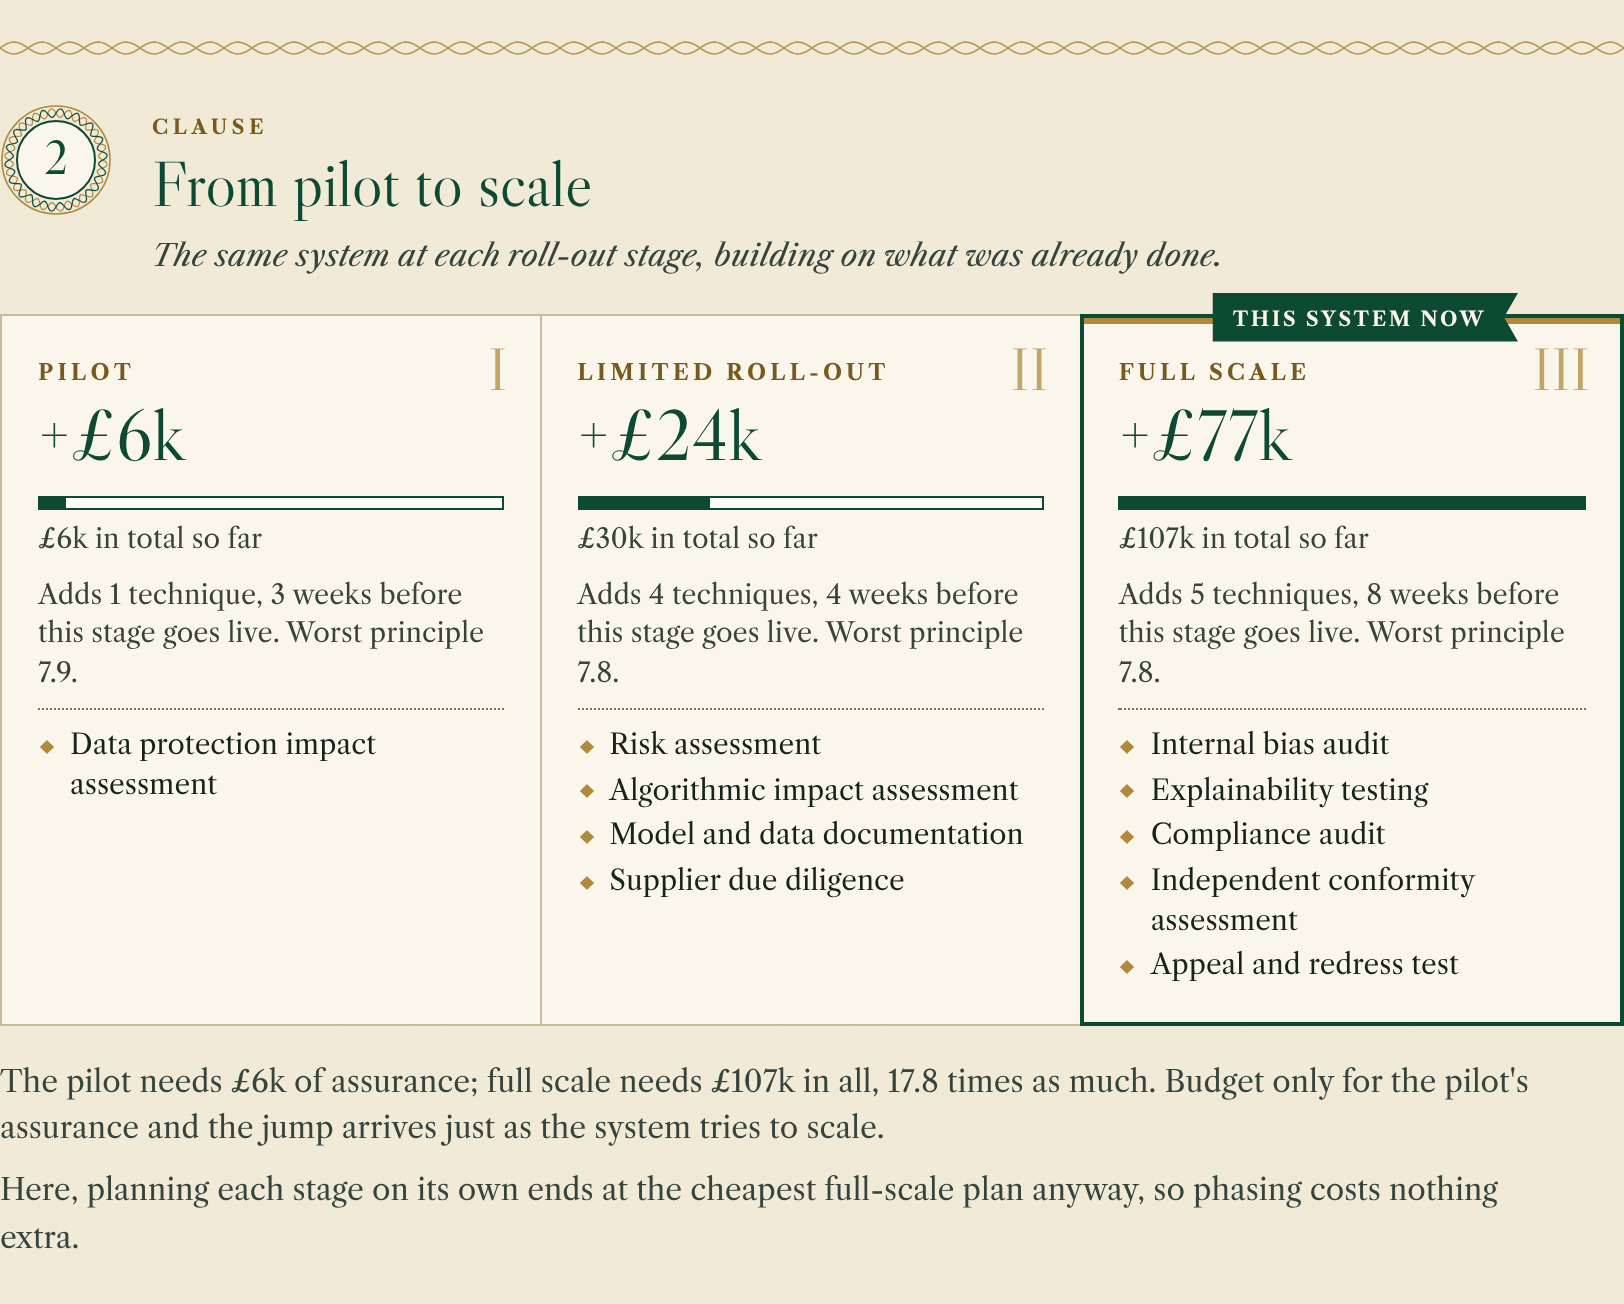 2
CLAUSE
From pilot to scale
The same system at each roll-out stage, building on what was already done.
PILOT
I
+£6k
£6k in total so far
Adds 1 technique, 3 weeks before
this stage goes live. Worst principle
7.9.
Data protection impact
assessment
LIMITED ROLL-OUT
II
+£24k
£30k in total so far
Adds 4 techniques, 4 weeks before
this stage goes live. Worst principle
7.8.
Risk assessment
Algorithmic impact assessment
Model and data documentation
Supplier due diligence
THIS SYSTEM NOW
FULL SCALE
III
+£77k
£107k in total so far
Adds 5 techniques, 8 weeks before
this stage goes live. Worst principle
7.8.
Internal bias audit
Explainability testing
Compliance audit
Independent conformity
assessment
Appeal and redress test
The pilot needs £6k of assurance; full scale needs £107k in all, 17.8 times as much. Budget only for the pilot's
assurance and the jump arrives just as the system tries to scale.
Here, planning each stage on its own ends at the cheapest full-scale plan anyway, so phasing costs nothing
extra.